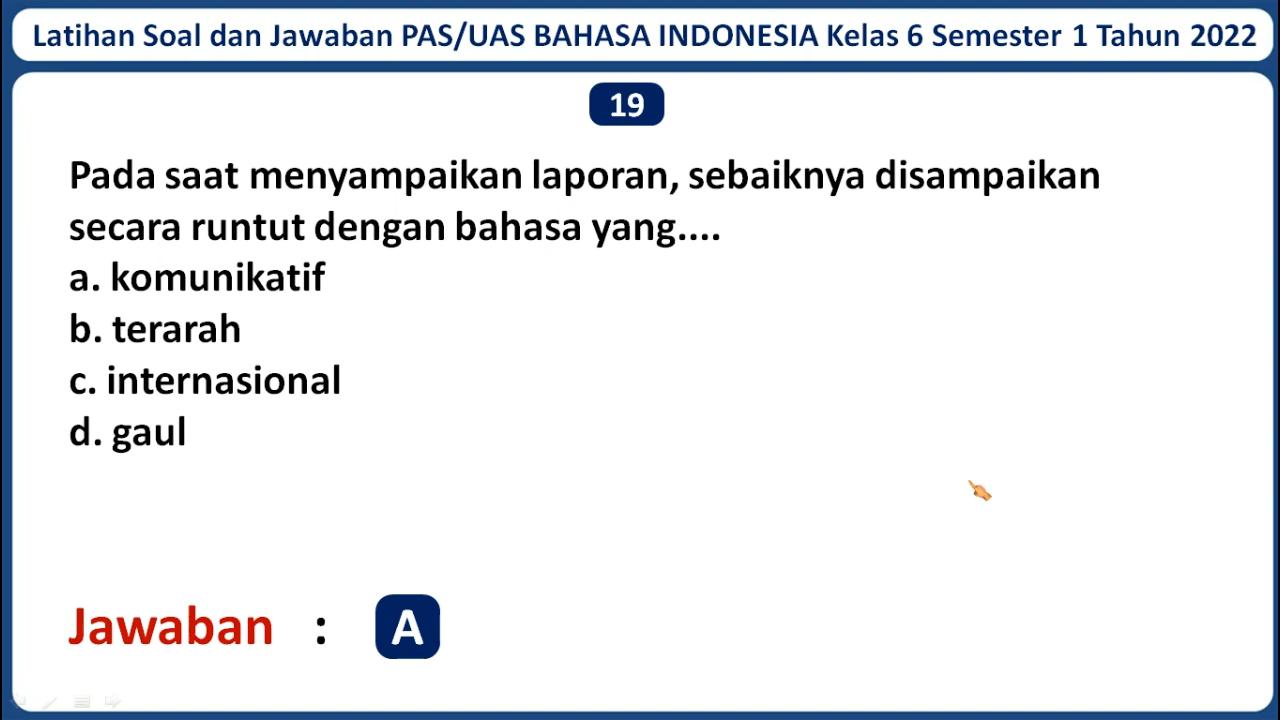 Latihan Soal dan Jawaban PAS/UAS BAHASA INDONESIA Kelas 6 Semester 1 Tahun 2022
19
Pada saat menyampaikan laporan, sebaiknya disampaikan
secara runtut dengan bahasa yang....
a. komunikatif
b. terarah
c. internasional
d. gaul
Jawaban : A